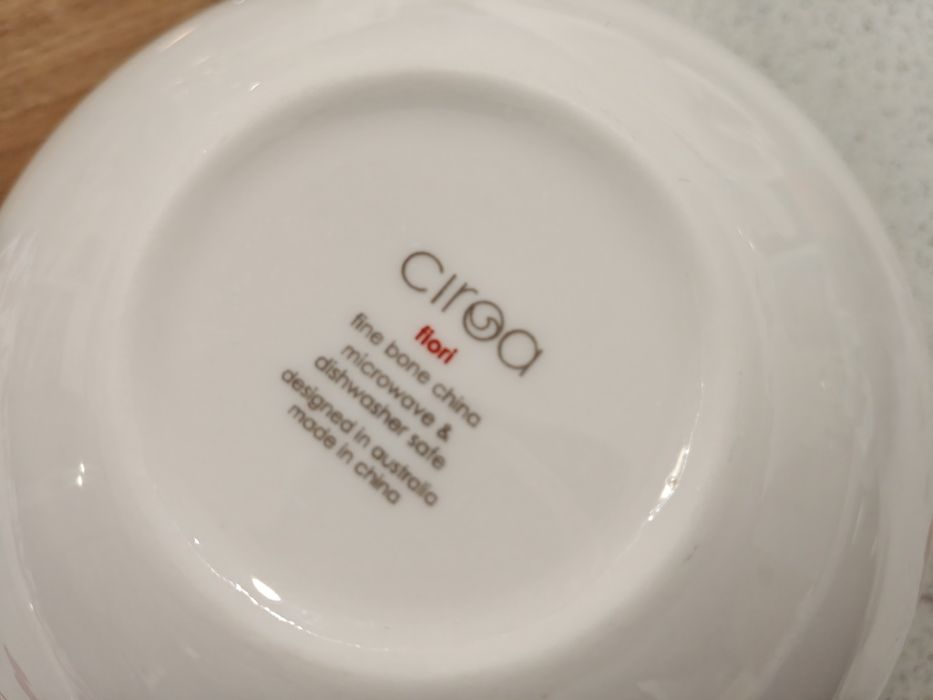 ciroa
fiori
fine bone china
microwave &
dishwasher safe
designed in australia
made in china